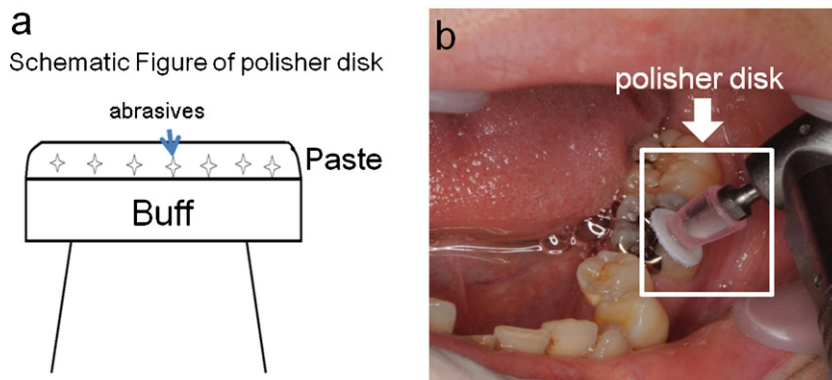 a
Schematic Figure of polisher disk
abrasives
Paste
Buff
b
polisher disk